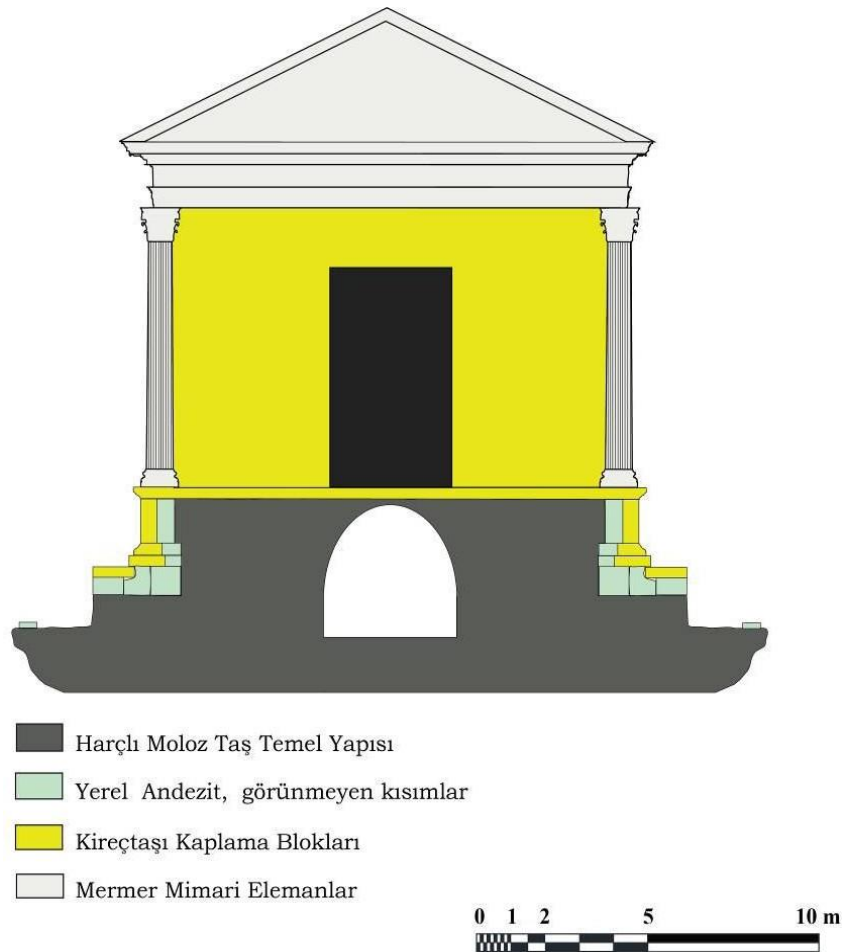 Harçlı Moloz Taş Temel Yapısı
Yerel Andezit, görünmeyen kısımlar
Kireçtaşı Kaplama Blokları
Mermer Mimari Elemanlar
0 1 2 5 10 m